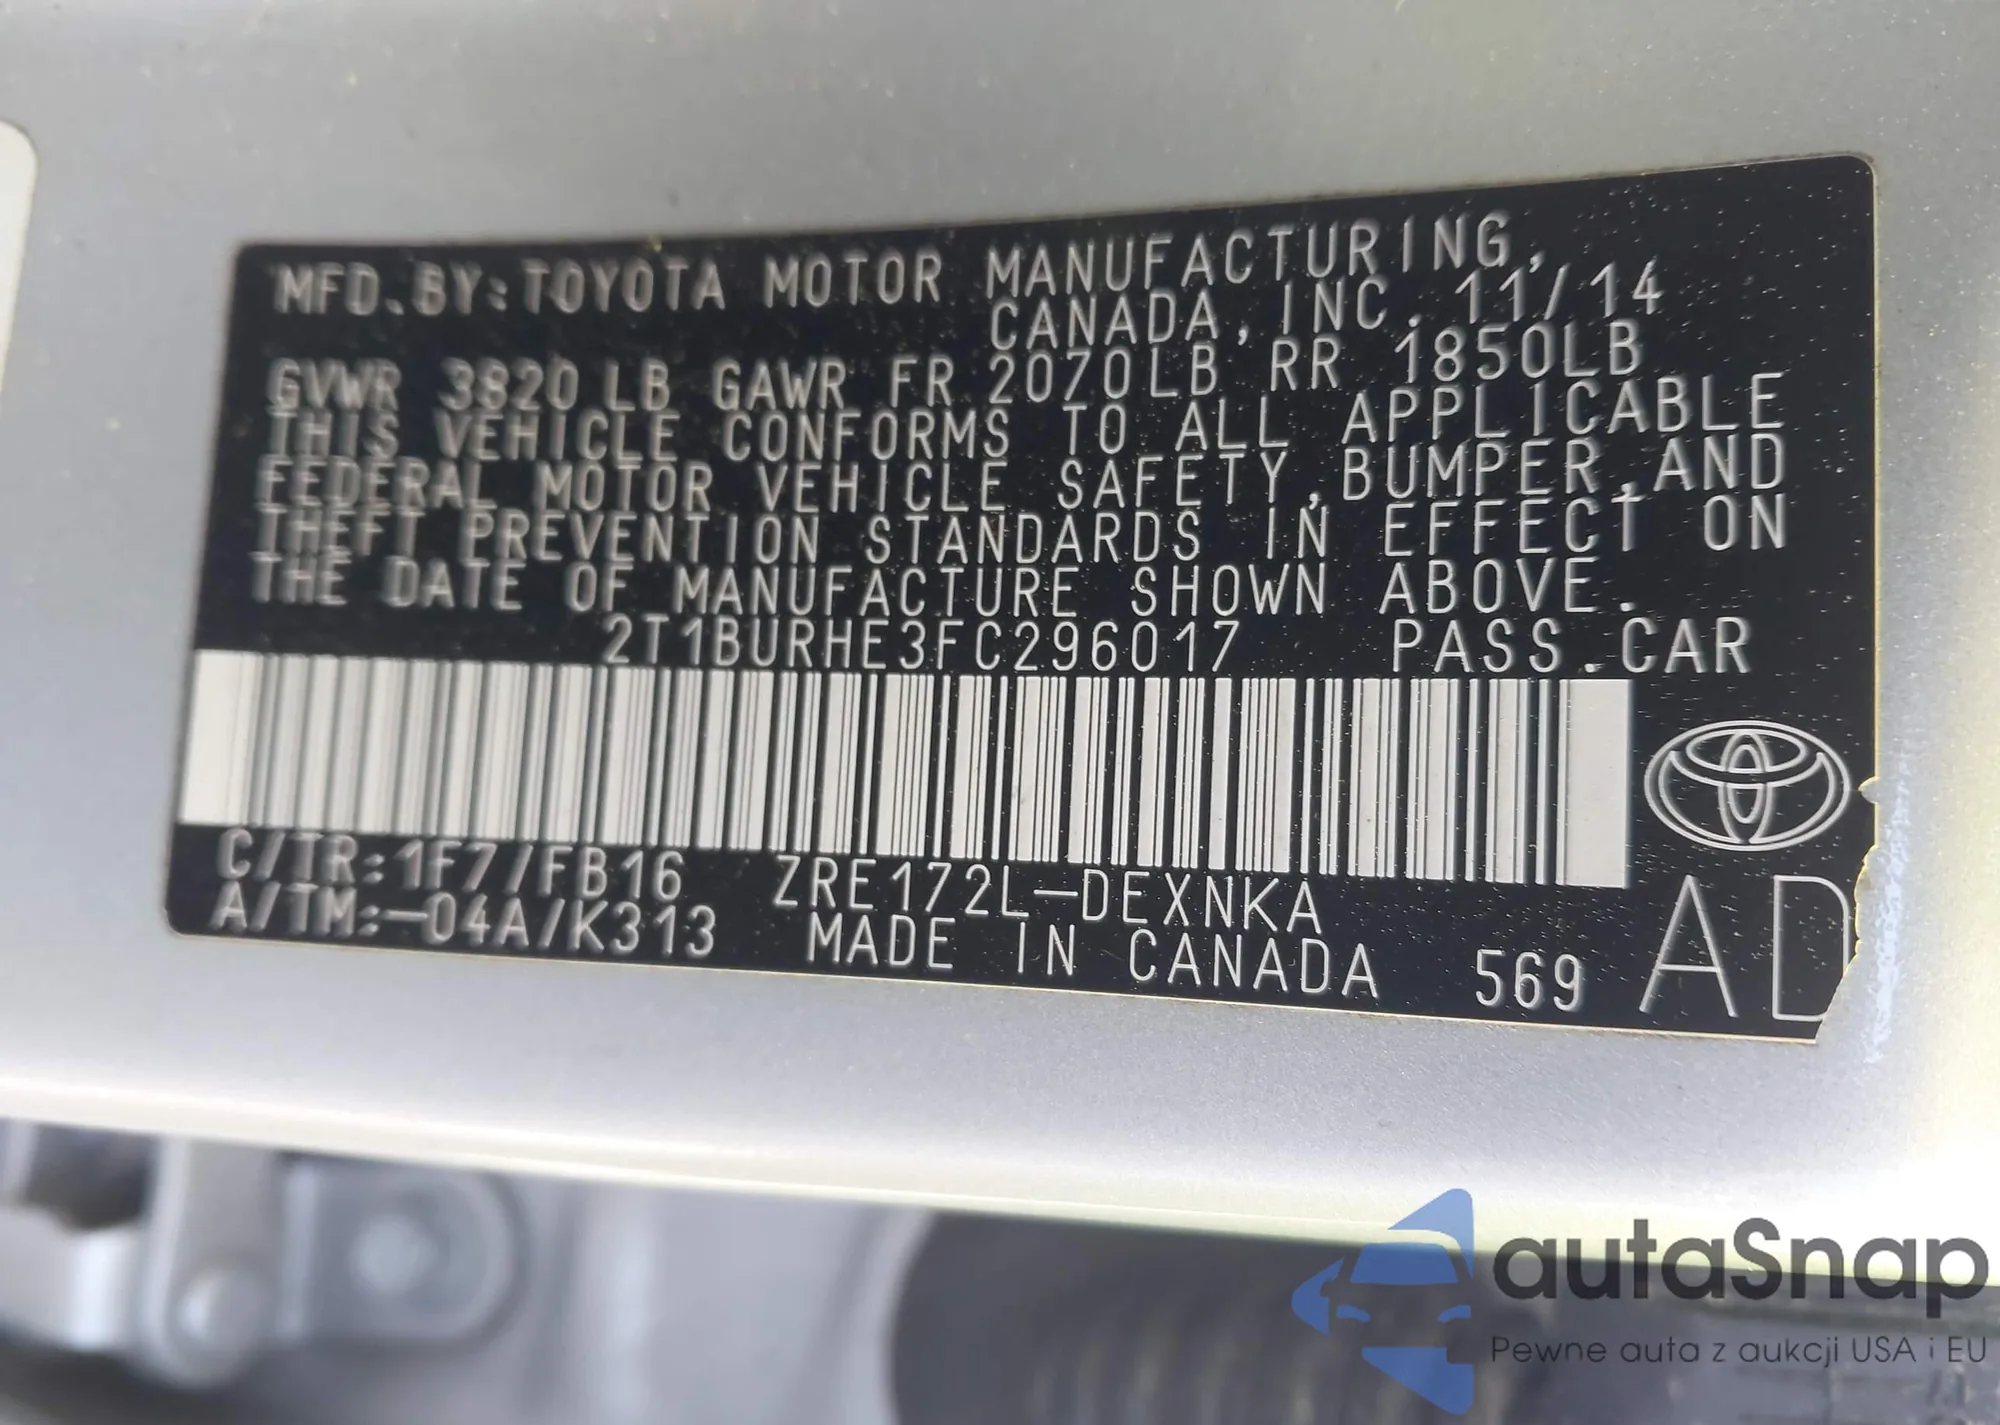 MFD.BY:TOYOTA MOTOR MANUFACTURING,
CANADA, INC. 11/14
GVWR 3820LB GAWR FR 2070LB RR 1850LB
THIS VEHICLE CONFORMS TO ALL APPLICABLE
FEDERAL MOTOR VEHICLE SAFETY, BUMPER, AND
THEFT PREVENTION STANDARDS IN EFFECT ON
THE DATE OF MANUFACTURE SHOWN ABOVE.
2T1BURHE3FC296017 PASS.CAR
C/TR:1F7/FB16 ZRE172L-DEXNKA
A/TM:-04A/K313 MADE IN CANADA 569 AD
autaSnap
Pewne auta z aukcji USA i EU